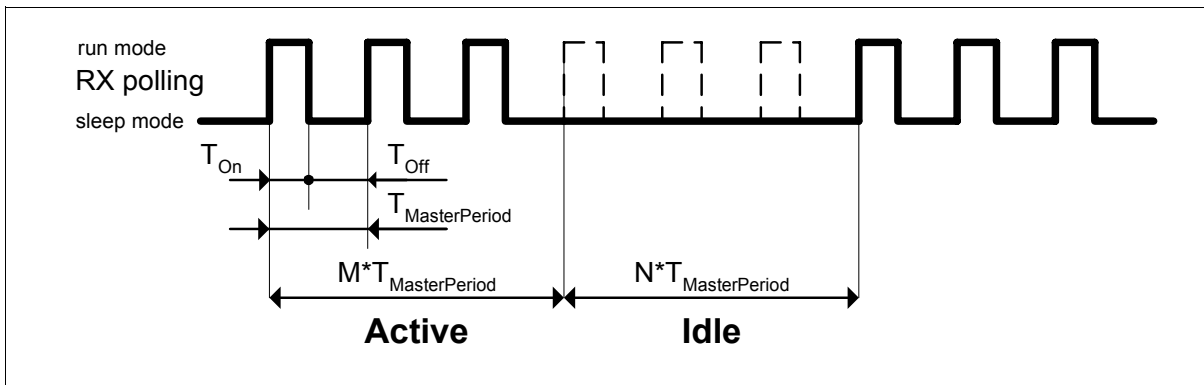 run mode
RX polling
sleep mode
T_On T_Off
T_MasterPeriod
M*T_MasterPeriod N*T_MasterPeriod
Active Idle